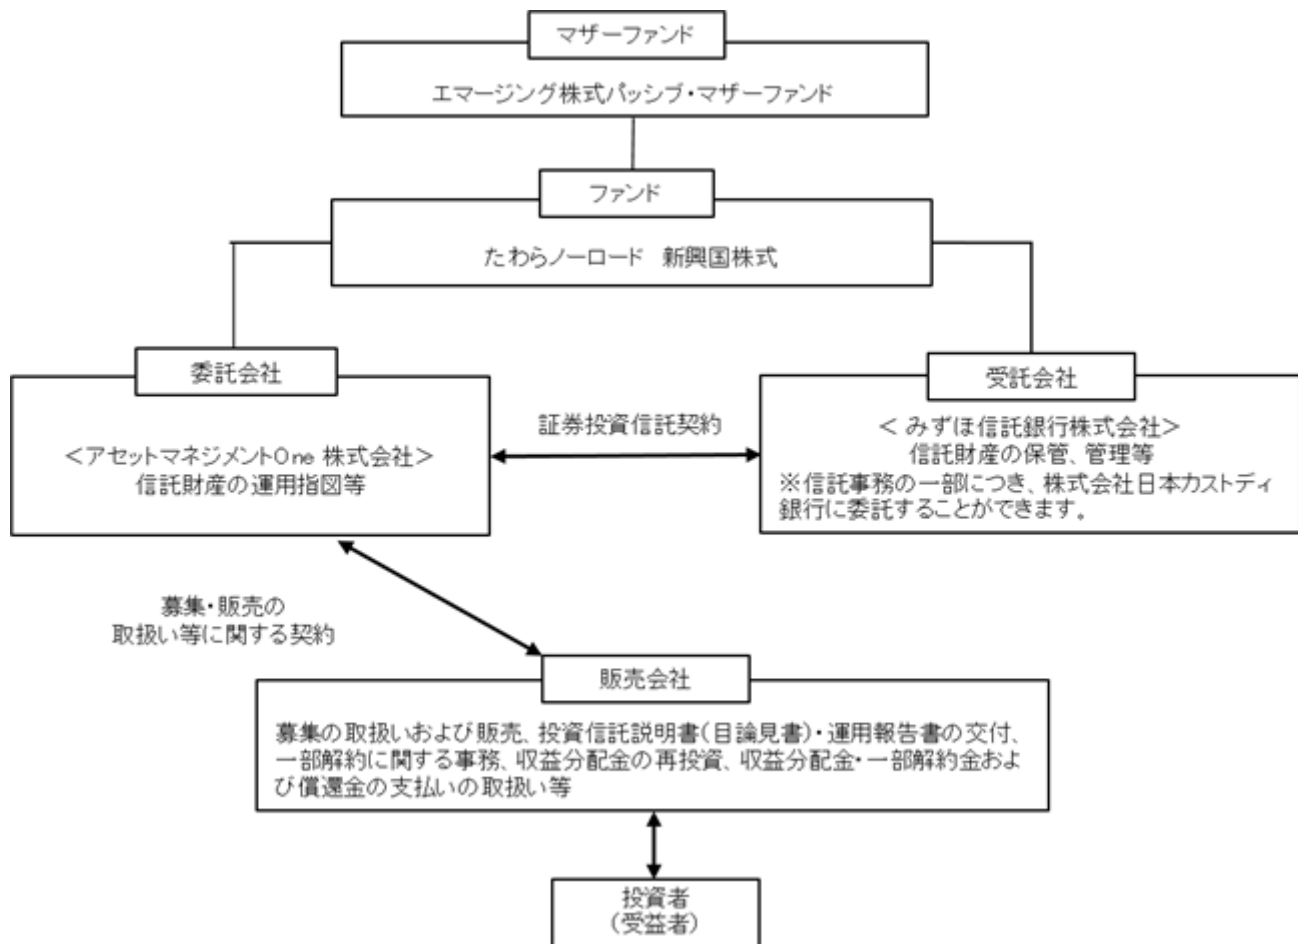 マザーファンド
エマージング株式パッシブ・マザーファンド
ファンド
たわらノーロード　新興国株式
委託会社
＜アセットマネジメントOne 株式会社＞
信託財産の運用指図等
証券投資信託契約
受託会社
＜ みずほ信託銀行株式会社＞
信託財産の保管、管理等
※信託事務の一部につき、株式会社日本カストディ
銀行に委託することができます。
募集・販売の
取扱い等に関する契約
販売会社
募集の取扱いおよび販売、投資信託説明書(目論見書)・運用報告書の交付、
一部解約に関する事務、収益分配金の再投資、収益分配金・一部解約金およ
び償還金の支払いの取扱い等
投資者
(受益者)